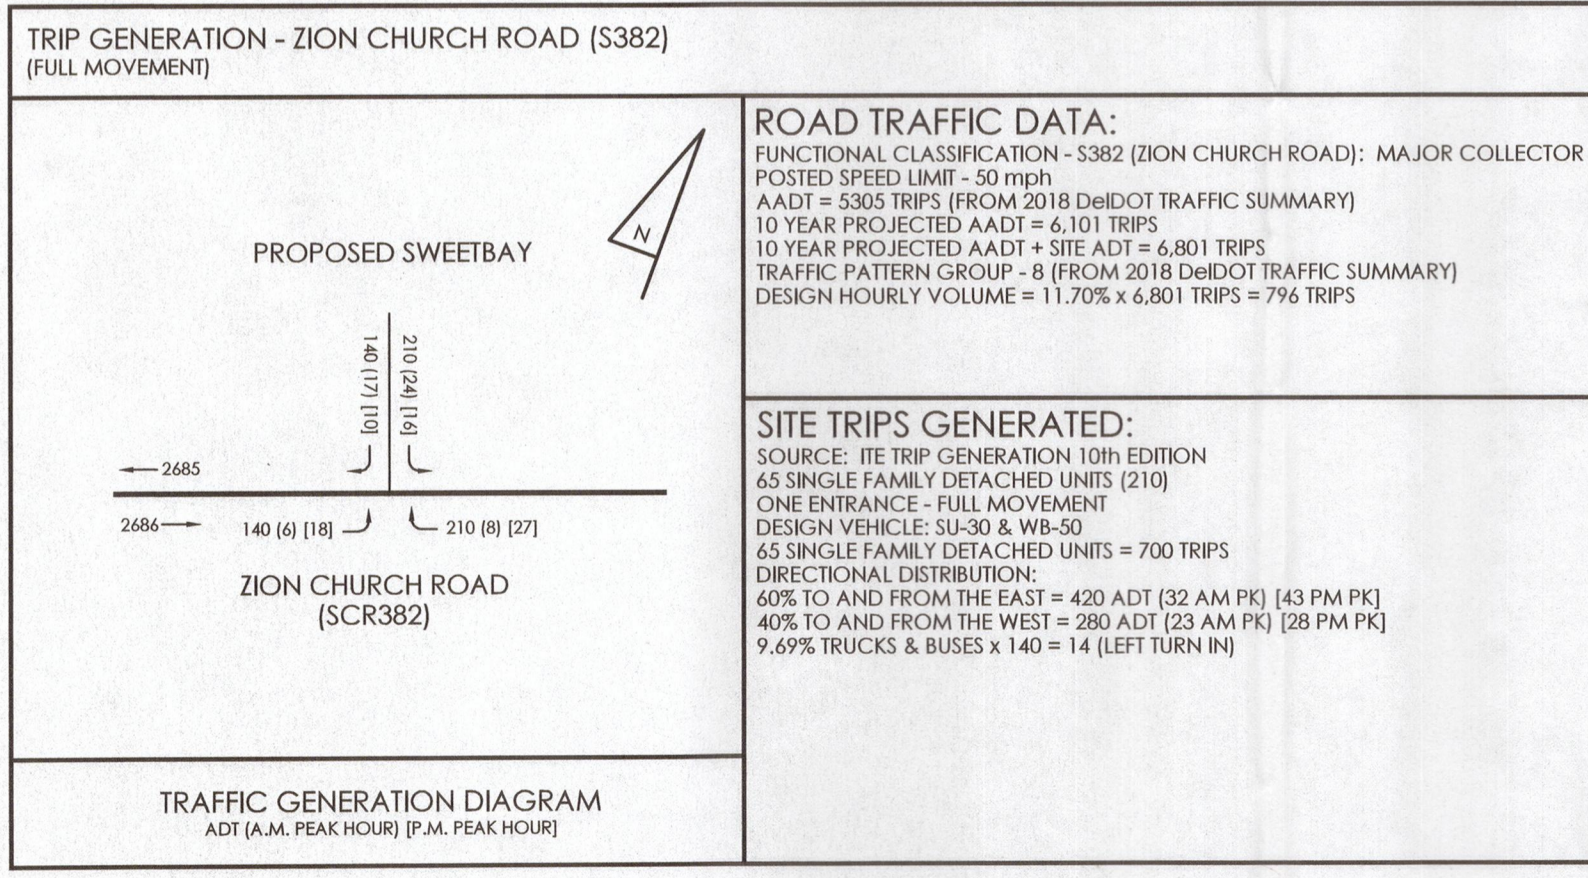 TRIP GENERATION - ZION CHURCH ROAD (S382)
(FULL MOVEMENT)
N
PROPOSED SWEETBAY
140 (17) [10]
210 (24) [16]
2685
2686
140 (6) [18]
210 (8) [27]
ZION CHURCH ROAD
(SCR382)
TRAFFIC GENERATION DIAGRAM
ADT (A.M. PEAK HOUR) [P.M. PEAK HOUR]
ROAD TRAFFIC DATA:
FUNCTIONAL CLASSIFICATION - S382 (ZION CHURCH ROAD): MAJOR COLLECTOR
POSTED SPEED LIMIT - 50 mph
AADT = 5305 TRIPS (FROM 2018 DelDOT TRAFFIC SUMMARY)
10 YEAR PROJECTED AADT = 6,101 TRIPS
10 YEAR PROJECTED AADT + SITE ADT = 6,801 TRIPS
TRAFFIC PATTERN GROUP - 8 (FROM 2018 DelDOT TRAFFIC SUMMARY)
DESIGN HOURLY VOLUME = 11.70% x 6,801 TRIPS = 796 TRIPS
SITE TRIPS GENERATED:
SOURCE: ITE TRIP GENERATION 10th EDITION
65 SINGLE FAMILY DETACHED UNITS (210)
ONE ENTRANCE - FULL MOVEMENT
DESIGN VEHICLE: SU-30 & WB-50
65 SINGLE FAMILY DETACHED UNITS = 700 TRIPS
DIRECTIONAL DISTRIBUTION:
60% TO AND FROM THE EAST = 420 ADT (32 AM PK) [43 PM PK]
40% TO AND FROM THE WEST = 280 ADT (23 AM PK) [28 PM PK]
9.69% TRUCKS & BUSES x 140 = 14 (LEFT TURN IN)